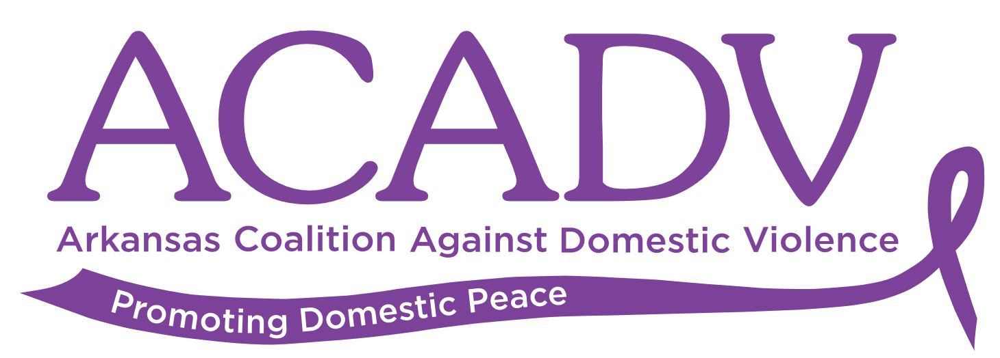 ACADV
Arkansas Coalition Against Domestic Violence
Promoting Domestic Peace